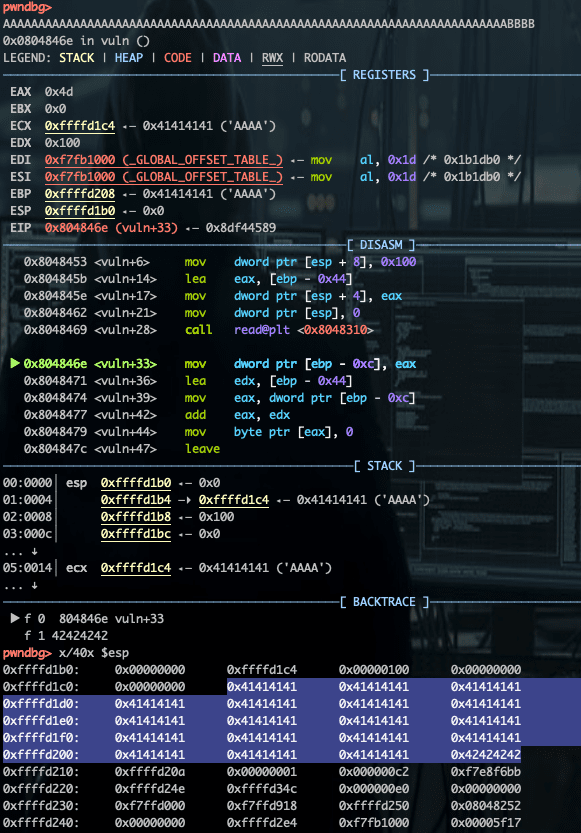 pwndbg>
AAAAAAAAAAAAAAAAAAAAAAAAAAAAAAAAAAAAAAAAAAAAAAAAAAAAAAAAAAAAAAAAAAAAAAAABBBB
0x0804846e in vuln ()
LEGEND: STACK | HEAP | CODE | DATA | RWX | RODATA
[ REGISTERS ]
EAX 0x4d
EBX 0x0
ECX 0xffffd1c4 ◂— 0x41414141 ('AAAA')
EDX 0x100
EDI 0xf7fb1000 (_GLOBAL_OFFSET_TABLE_) ◂— mov al, 0x1d /* 0x1b1db0 */
ESI 0xf7fb1000 (_GLOBAL_OFFSET_TABLE_) ◂— mov al, 0x1d /* 0x1b1db0 */
EBP 0xffffd208 ◂— 0x41414141 ('AAAA')
ESP 0xffffd1b0 ◂— 0x0
EIP 0x804846e (vuln+33) ◂— 0x8df44589
[ DISASM ]
0x8048453 <vuln+6> mov dword ptr [esp + 8], 0x100
0x804845b <vuln+14> lea eax, [ebp - 0x44]
0x804845e <vuln+17> mov dword ptr [esp + 4], eax
0x8048462 <vuln+21> mov dword ptr [esp], 0
0x8048469 <vuln+28> call read@plt <0x8048310>
► 0x804846e <vuln+33> mov dword ptr [ebp - 0xc], eax
0x8048471 <vuln+36> lea edx, [ebp - 0x44]
0x8048474 <vuln+39> mov eax, dword ptr [ebp - 0xc]
0x8048477 <vuln+42> add eax, edx
0x8048479 <vuln+44> mov byte ptr [eax], 0
0x804847c <vuln+47> leave
[ STACK ]
00:0000│ esp 0xffffd1b0 ◂— 0x0
01:0004│ 0xffffd1b4 —▸ 0xffffd1c4 ◂— 0x41414141 ('AAAA')
02:0008│ 0xffffd1b8 ◂— 0x100
03:000c│ 0xffffd1bc ◂— 0x0
... ↓
05:0014│ ecx 0xffffd1c4 ◂— 0x41414141 ('AAAA')
... ↓
[ BACKTRACE ]
► f 0 804846e vuln+33
f 1 42424242
pwndbg> x/40x $esp
0xffffd1b0: 0x00000000 0xffffd1c4 0x00000100 0x00000000
0xffffd1c0: 0x00000000 0x41414141 0x41414141 0x41414141
0xffffd1d0: 0x41414141 0x41414141 0x41414141 0x41414141
0xffffd1e0: 0x41414141 0x41414141 0x41414141 0x41414141
0xffffd1f0: 0x41414141 0x41414141 0x41414141 0x41414141
0xffffd200: 0x41414141 0x41414141 0x41414141 0x42424242
0xffffd210: 0xffffd20a 0x00000001 0x000000c2 0xf7e8f6bb
0xffffd220: 0xffffd24e 0xffffd34c 0x000000e0 0x00000000
0xffffd230: 0xf7ffd000 0xf7ffd918 0xffffd250 0x08048252
0xffffd240: 0x00000000 0xffffd2e4 0xf7fb1000 0x00005f17